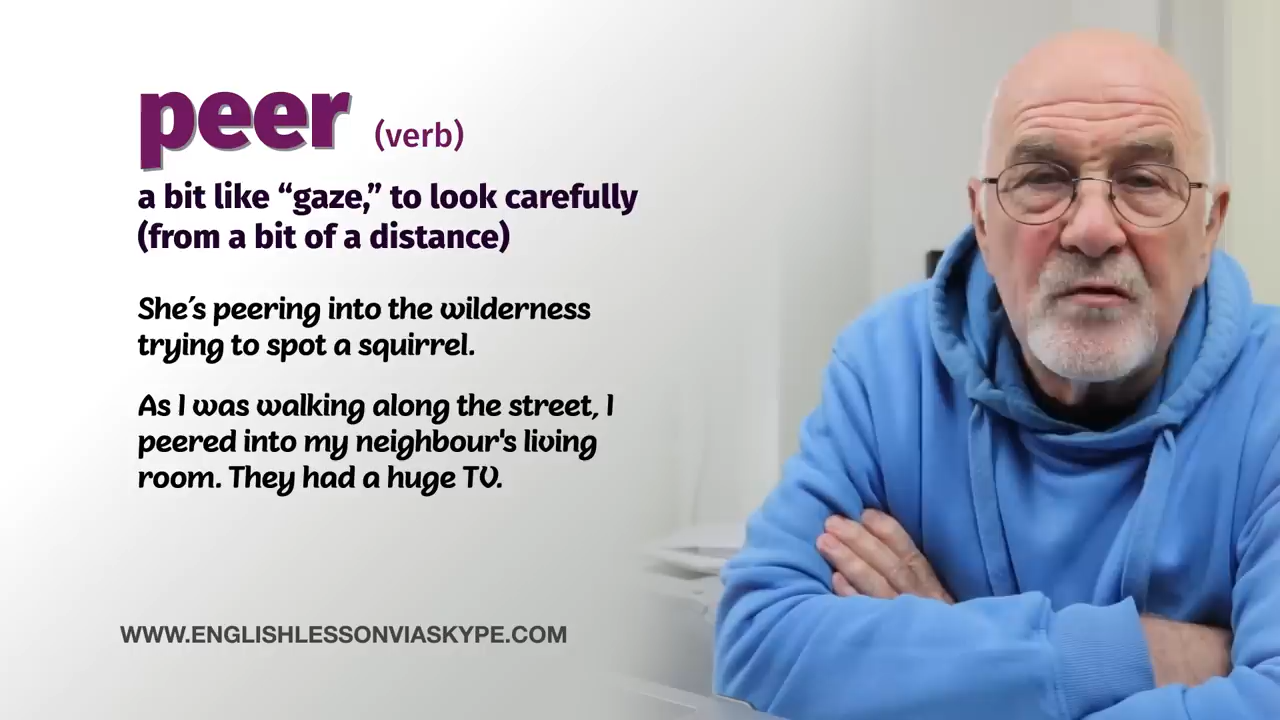 peer (verb)
a bit like “gaze,” to look carefully
(from a bit of a distance)
She's peering into the wilderness
trying to spot a squirrel.
As I was walking along the street, I
peered into my neighbour's living
room. They had a huge TV.
WWW.ENGLISHLESSONVIASKYPE.COM